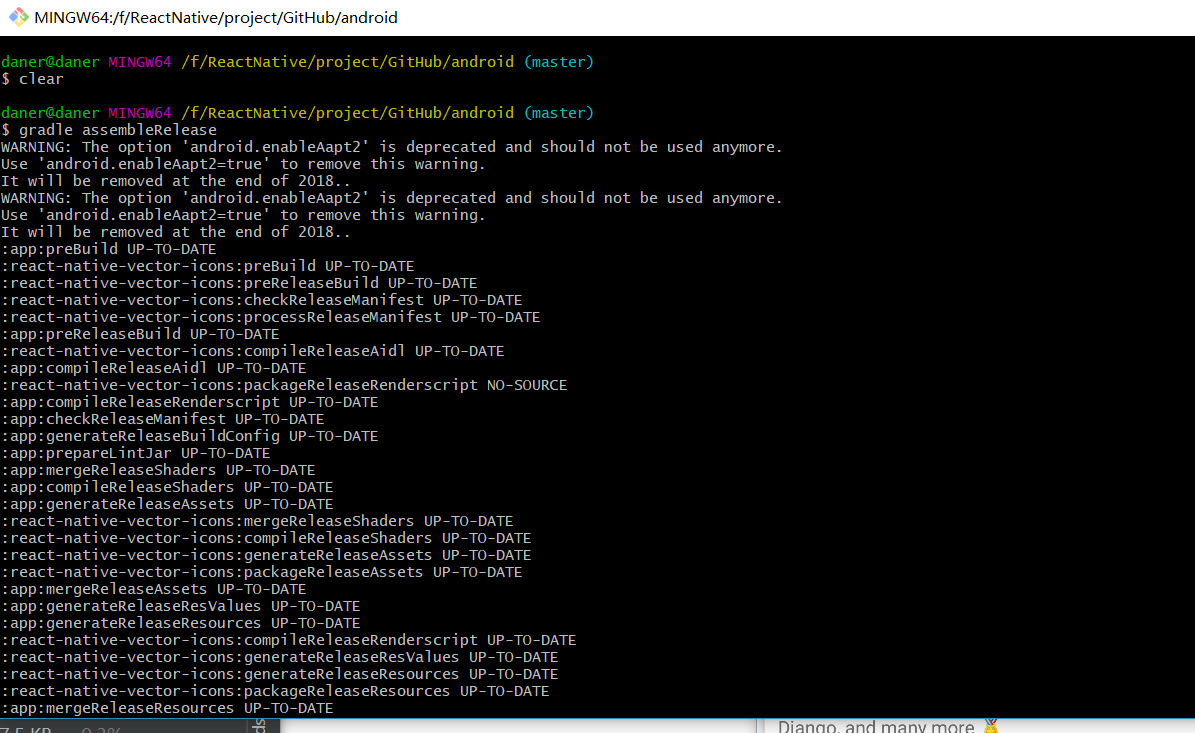 MINGW64:/f/ReactNative/project/GitHub/android
daner@daner MINGW64 /f/ReactNative/project/GitHub/android (master)
$ clear
daner@daner MINGW64 /f/ReactNative/project/GitHub/android (master)
$ gradle assembleRelease
WARNING: The option 'android.enableAapt2' is deprecated and should not be used anymore.
Use 'android.enableAapt2=true' to remove this warning.
It will be removed at the end of 2018..
WARNING: The option 'android.enableAapt2' is deprecated and should not be used anymore.
Use 'android.enableAapt2=true' to remove this warning.
It will be removed at the end of 2018..
:app:preBuild UP-TO-DATE
:react-native-vector-icons:preBuild UP-TO-DATE
:react-native-vector-icons:preReleaseBuild UP-TO-DATE
:react-native-vector-icons:checkReleaseManifest UP-TO-DATE
:react-native-vector-icons:processReleaseManifest UP-TO-DATE
:app:preReleaseBuild UP-TO-DATE
:react-native-vector-icons:compileReleaseAidl UP-TO-DATE
:app:compileReleaseAidl UP-TO-DATE
:react-native-vector-icons:packageReleaseRenderscript NO-SOURCE
:app:compileReleaseRenderscript UP-TO-DATE
:app:checkReleaseManifest UP-TO-DATE
:app:generateReleaseBuildConfig UP-TO-DATE
:app:prepareLintJar UP-TO-DATE
:app:mergeReleaseShaders UP-TO-DATE
:app:compileReleaseShaders UP-TO-DATE
:app:generateReleaseAssets UP-TO-DATE
:react-native-vector-icons:mergeReleaseShaders UP-TO-DATE
:react-native-vector-icons:compileReleaseShaders UP-TO-DATE
:react-native-vector-icons:generateReleaseAssets UP-TO-DATE
:react-native-vector-icons:packageReleaseAssets UP-TO-DATE
:app:mergeReleaseAssets UP-TO-DATE
:app:generateReleaseResValues UP-TO-DATE
:app:generateReleaseResources UP-TO-DATE
:react-native-vector-icons:compileReleaseRenderscript UP-TO-DATE
:react-native-vector-icons:generateReleaseResValues UP-TO-DATE
:react-native-vector-icons:generateReleaseResources UP-TO-DATE
:react-native-vector-icons:packageReleaseResources UP-TO-DATE
:app:mergeReleaseResources UP-TO-DATE
Django, and many more 🏅